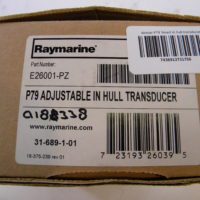 Raymarine®
Part Number:
E26001-PZ
P79 ADJUSTABLE IN HULL TRANSDUCER
0188228
www.raymarine.com
31-689-1-01
7 23193 26039 5